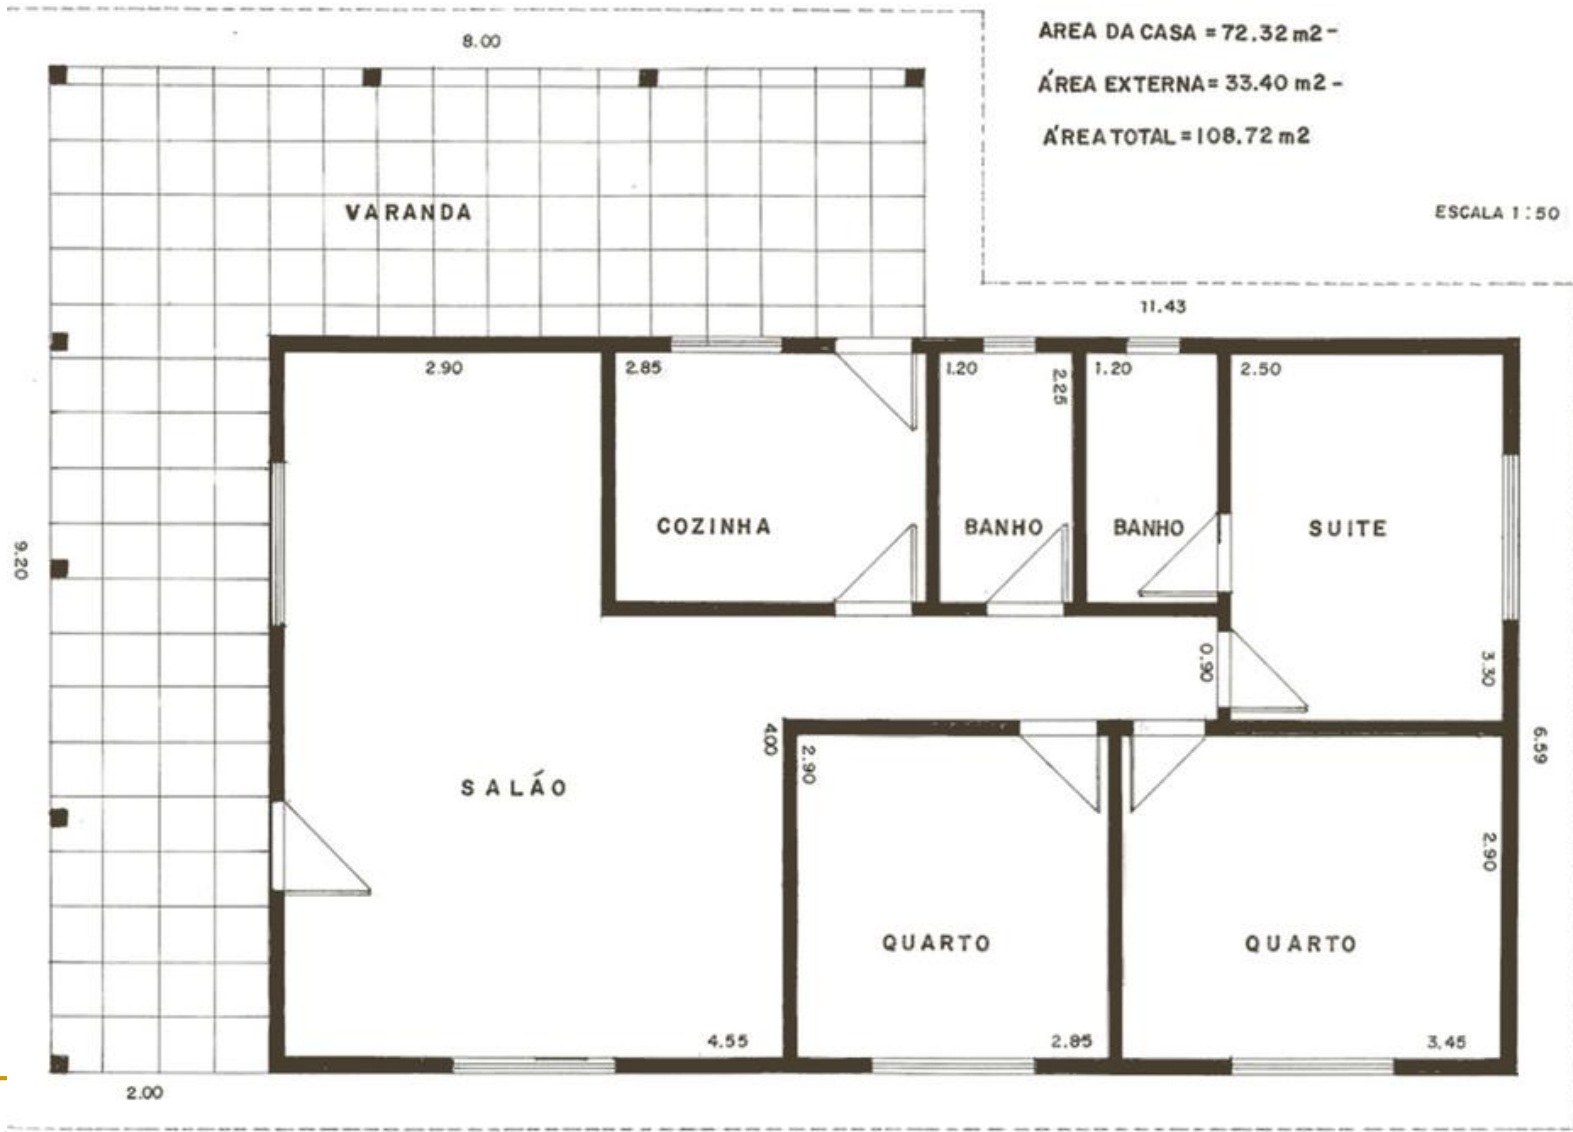 AREA DA CASA = 72.32 m2-
ÁREA EXTERNA = 33.40 m2-
ÁREA TOTAL = 108.72 m2
ESCALA 1:50
8.00
VARANDA
11.43
2.90
2.85
1.20
2.25
1.20
2.50
COZINHA
BANHO
BANHO
SUITE
9.20
0.90
3.30
4.00
2.90
6.59
SALÃO
2.90
QUARTO
QUARTO
4.55
2.85
3.45
2.00